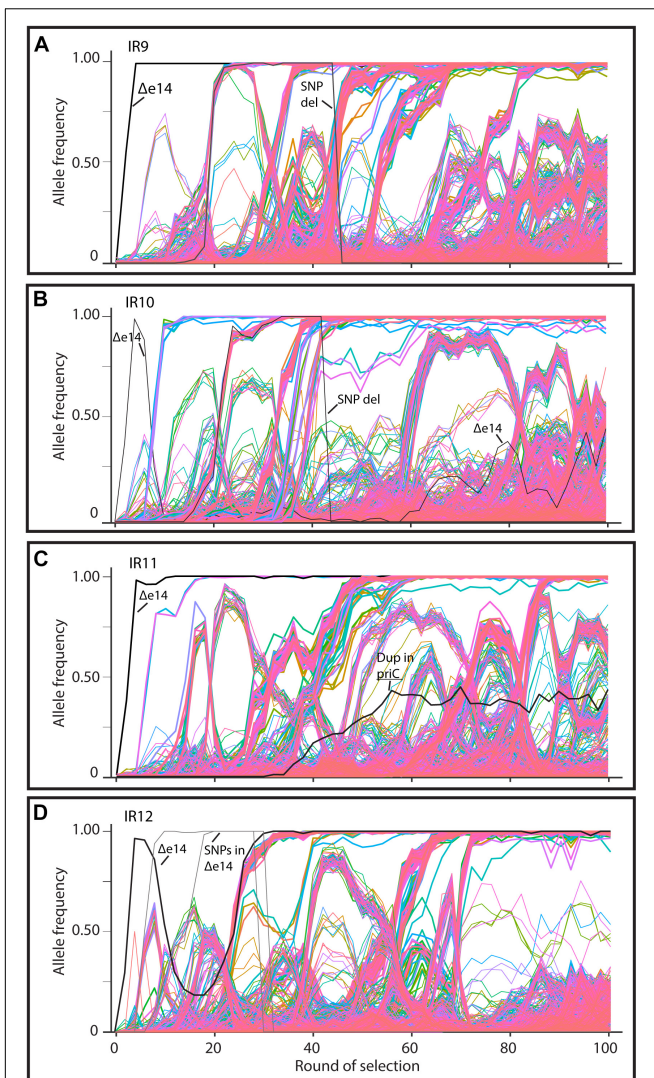 A
IR9
1.00
Δe14
SNP
del
0.50
0
Allele frequency
B
IR10
1.00
Δe14
0.50
SNP del
Δe14
0
Allele frequency
C
IR11
1.00
Δe14
0.50
Dup in
priC
0
Allele frequency
D
IR12
1.00
Δe14
SNPs in
Δe14
0.50
0
Allele frequency
0 20 40 60 80 100
Round of selection